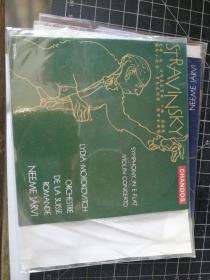 STRAVINSKY
SYMPHONY IN E FLAT
VIOLIN CONCERTO
LYDIA MORDKOVITCH
ORCHESTRE
DE LA SUISSE
ROMANDE
NEEME JÄRVI
CHANDOS
NEEME JÄRVI